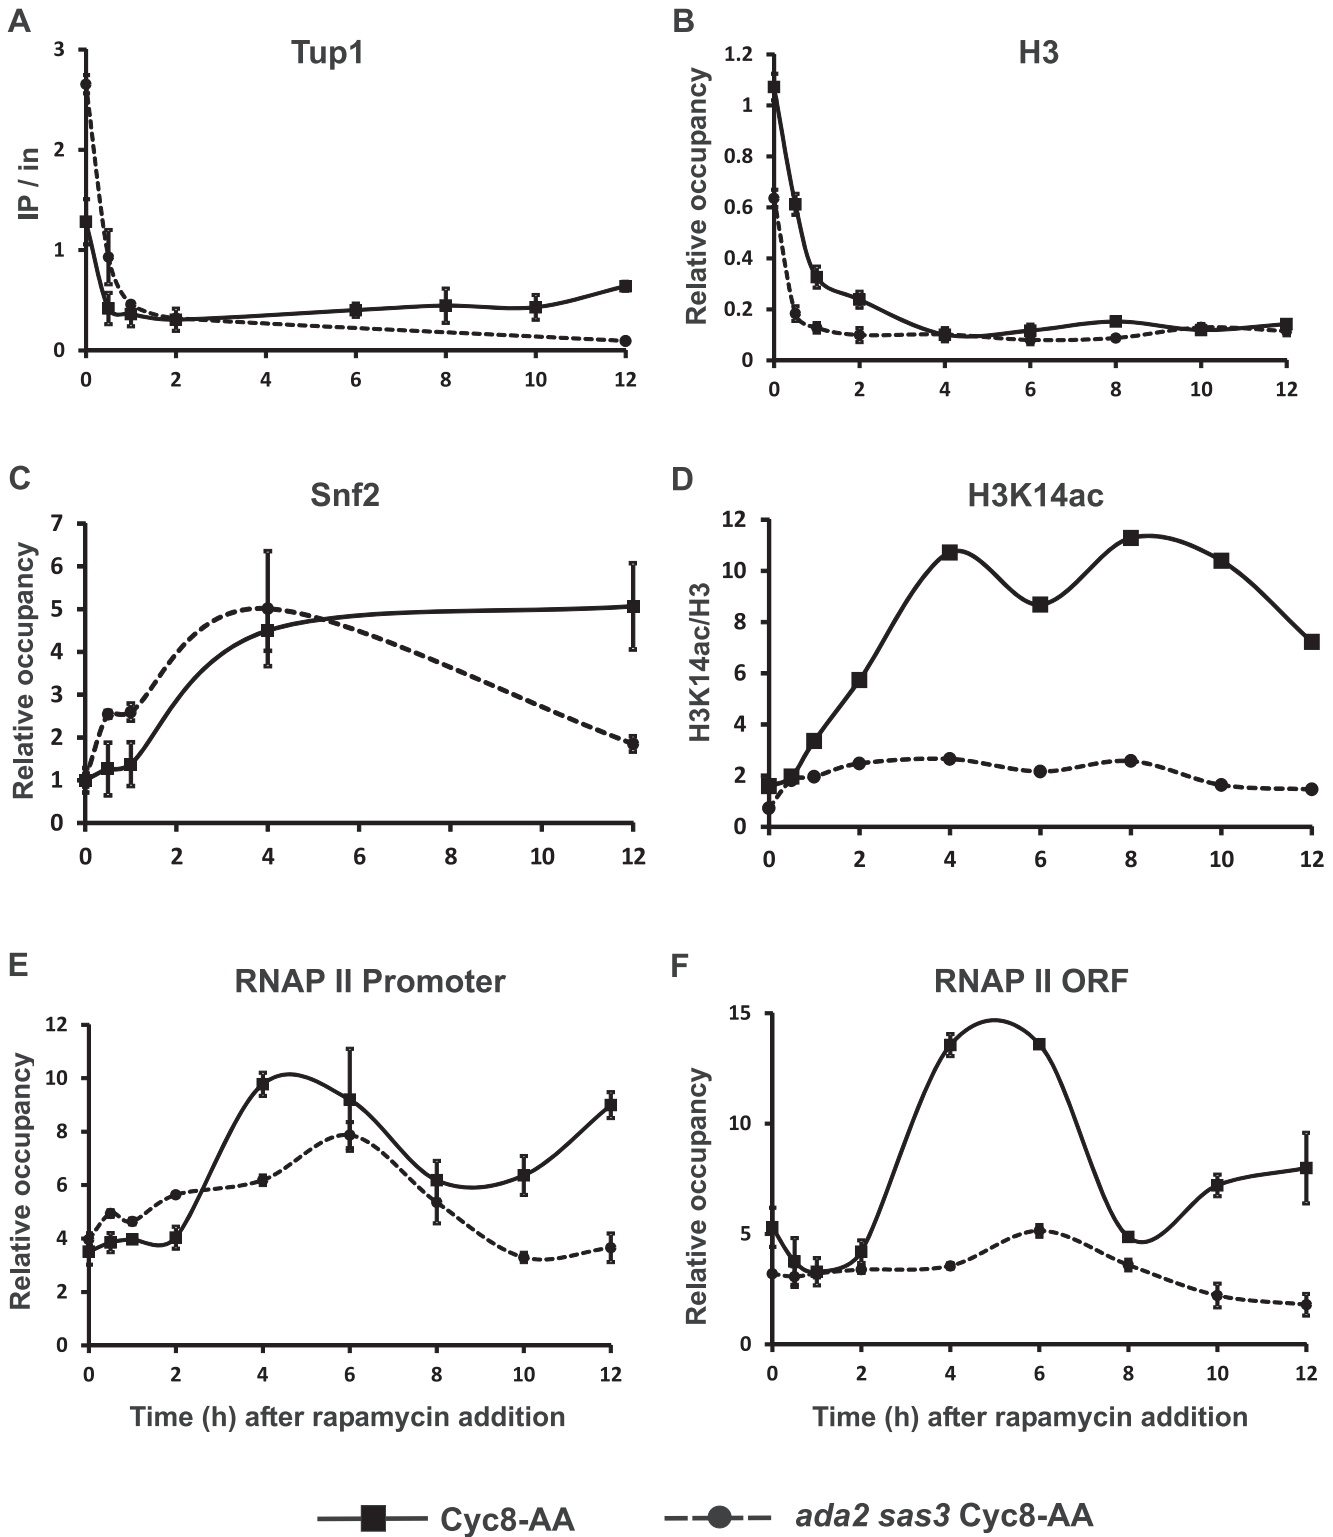 A
Tup1
3
2
1
0
IP / in
0 2 4 6 8 10 12
B
H3
1.2
1
0.8
0.6
0.4
0.2
0
Relative occupancy
0 2 4 6 8 10 12
C
Snf2
7
6
5
4
3
2
1
0
Relative occupancy
0 2 4 6 8 10 12
D
H3K14ac
12
10
8
6
4
2
0
H3K14ac/H3
0 2 4 6 8 10 12
E
RNAP II Promoter
12
10
8
6
4
2
0
Relative occupancy
0 2 4 6 8 10 12
Time (h) after rapamycin addition
F
RNAP II ORF
15
10
5
0
Relative occupancy
0 2 4 6 8 10 12
Time (h) after rapamycin addition
Cyc8-AA
ada2 sas3 Cyc8-AA